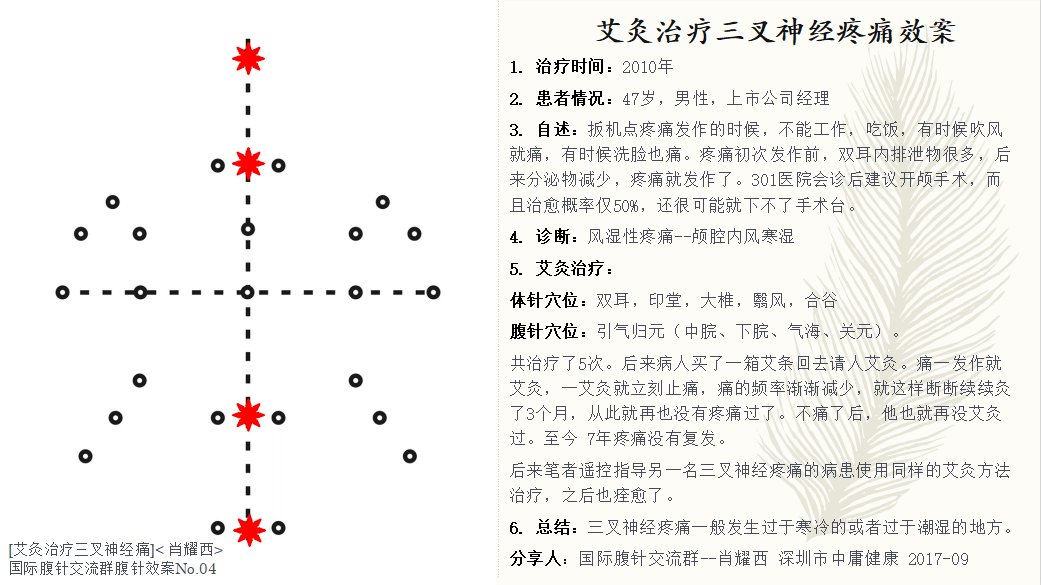 艾灸治疗三叉神经疼痛效案
1. 治疗时间：2010年
2. 患者情况：47岁，男性，上市公司经理
3. 自述：扳机点疼痛发作的时候，不能工作，吃饭，有时候吹风
就痛，有时候洗脸也痛。疼痛初次发作前，双耳内排泄物很多，后
来分泌物减少，疼痛就发作了。301医院会诊后建议开颅手术，而
且治愈概率仅50%，还很可能就下不了手术台。
4. 诊断：风湿性疼痛--颅腔内风寒湿
5. 艾灸治疗：
体针穴位：双耳，印堂，大椎，翳风，合谷
腹针穴位：引气归元（中脘、下脘、气海、关元）。
共治疗了5次。后来病人买了一箱艾条回去请人艾灸。痛一发作就
艾灸，一艾灸就立刻止痛，痛的频率渐渐减少，就这样断断续续灸
了3个月，从此就再也没有疼痛过了。不痛了后，他也就再没艾灸
过。至今 7年疼痛没有复发。
后来笔者遥控指导另一名三叉神经疼痛的病患使用同样的艾灸方法
治疗，之后也痊愈了。
6. 总结：三叉神经疼痛一般发生过于寒冷的或者过于潮湿的地方。
分享人：国际腹针交流群--肖耀西 深圳市中庸健康 2017-09
[艾灸治疗三叉神经痛]<肖耀西>
国际腹针交流群腹针效案No.04